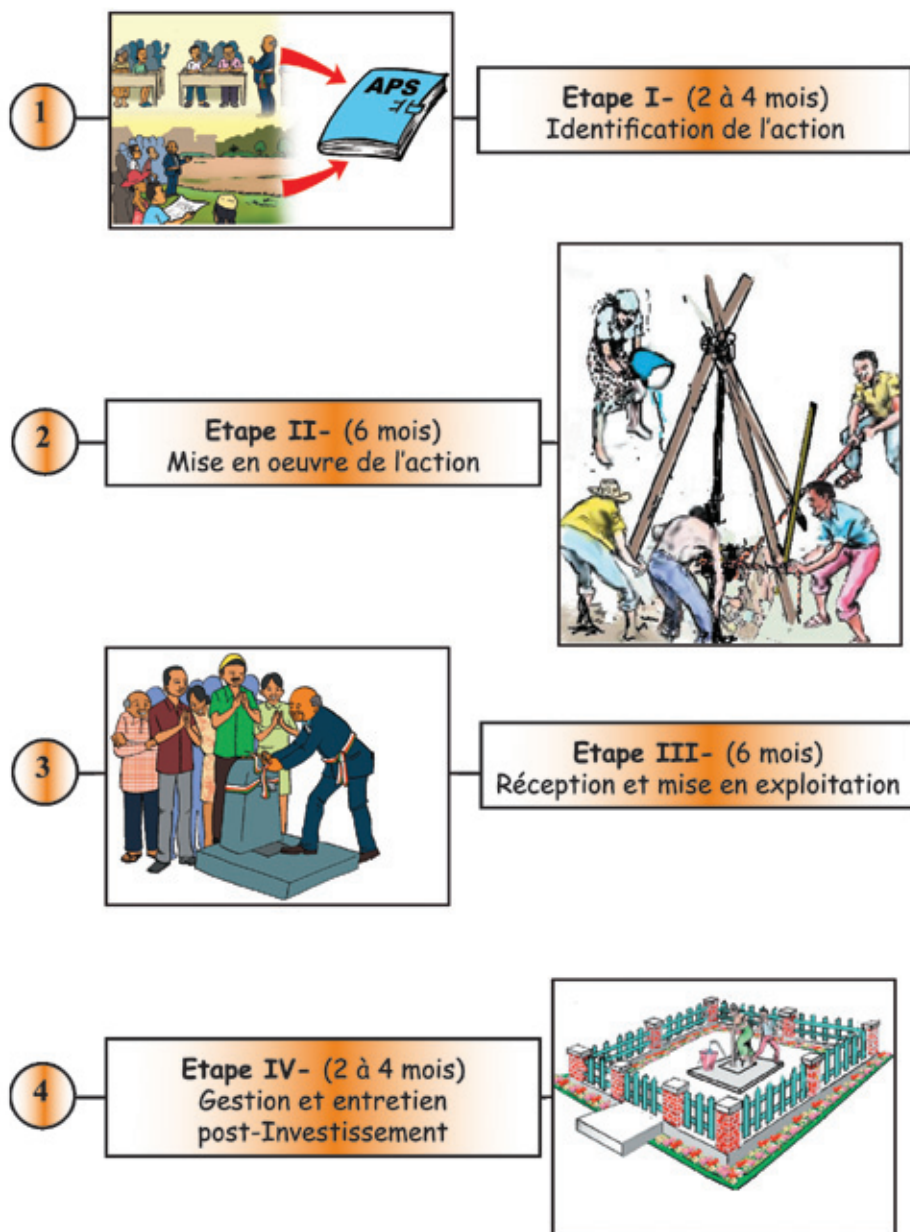 1
APS
Etape I- (2 à 4 mois)
Identification de l'action
2
Etape II- (6 mois)
Mise en oeuvre de l'action
3
Etape III- (6 mois)
Réception et mise en exploitation
4
Etape IV- (2 à 4 mois)
Gestion et entretien
post-Investissement